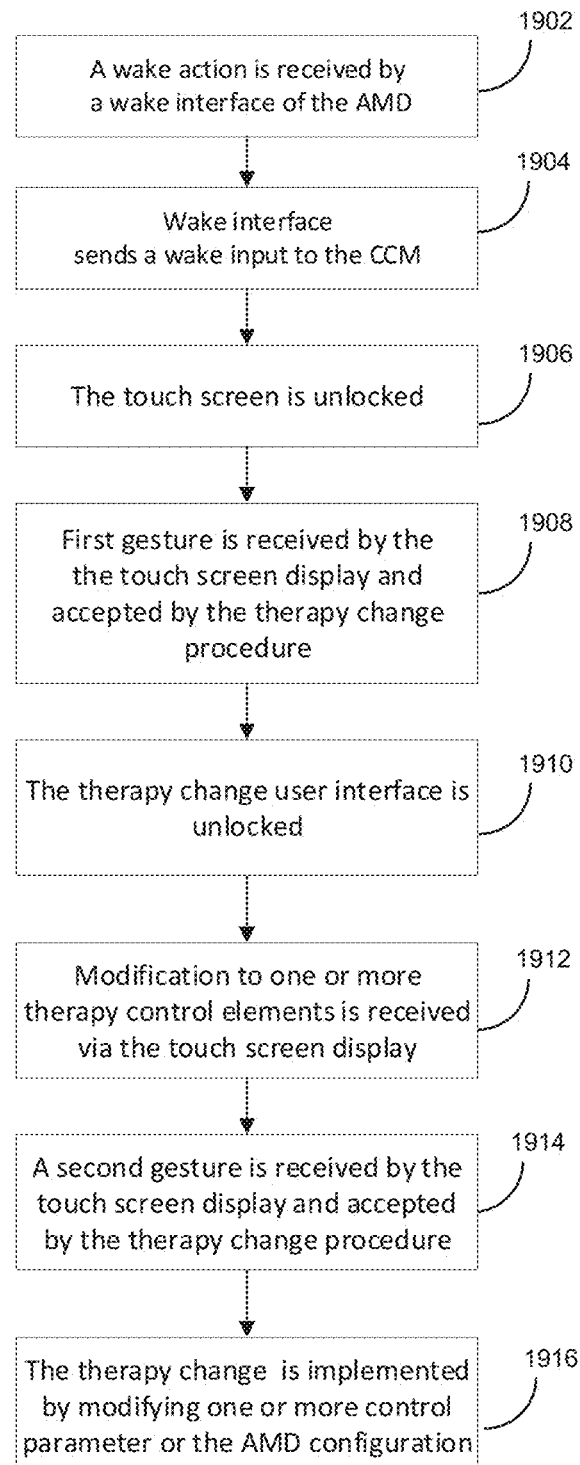 1902
A wake action is received by
a wake interface of the AMD
1904
Wake interface
sends a wake input to the CCM
1906
The touch screen is unlocked
1908
First gesture is received by the
the touch screen display and
accepted by the therapy change
procedure
1910
The therapy change user interface is
unlocked
1912
Modification to one or more
therapy control elements is received
via the touch screen display
1914
A second gesture is received by the
touch screen display and accepted
by the therapy change procedure
1916
The therapy change is implemented
by modifying one or more control
parameter or the AMD configuration